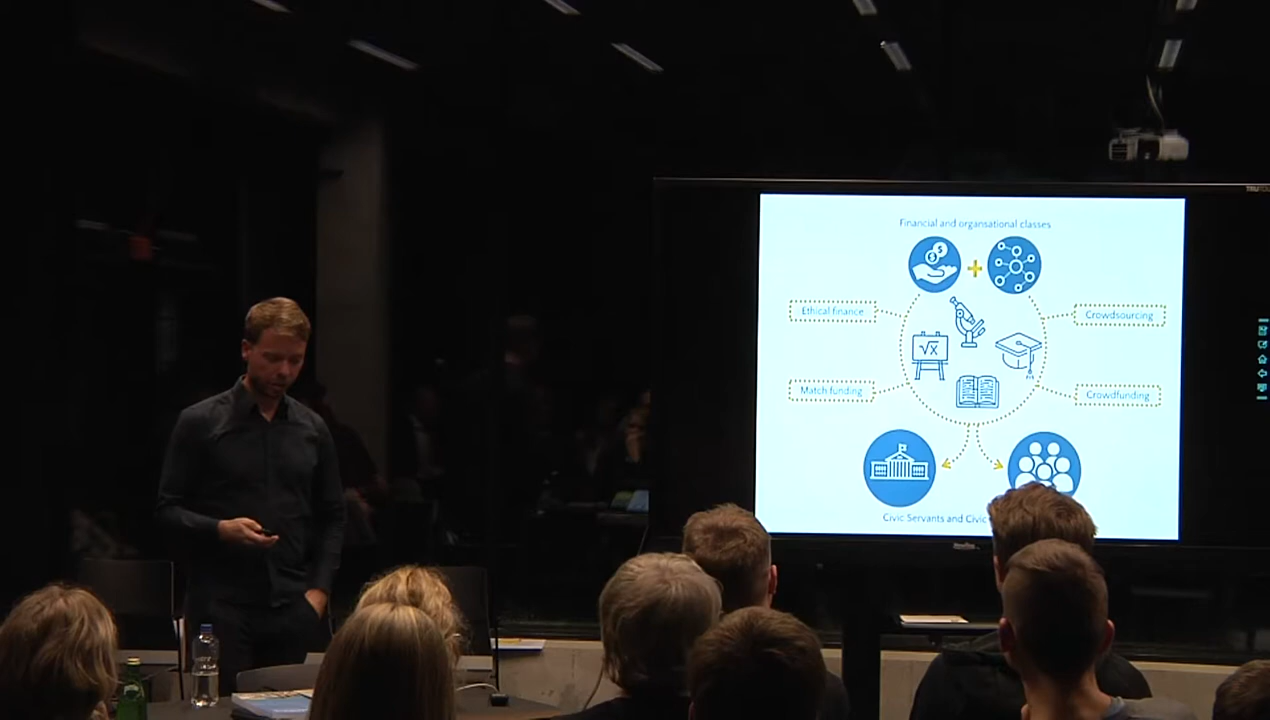 Financial and organsational classes
$
$
Ethical finance
Crowdsourcing
√x
Match funding
Crowdfunding
Civic Servants and Civic